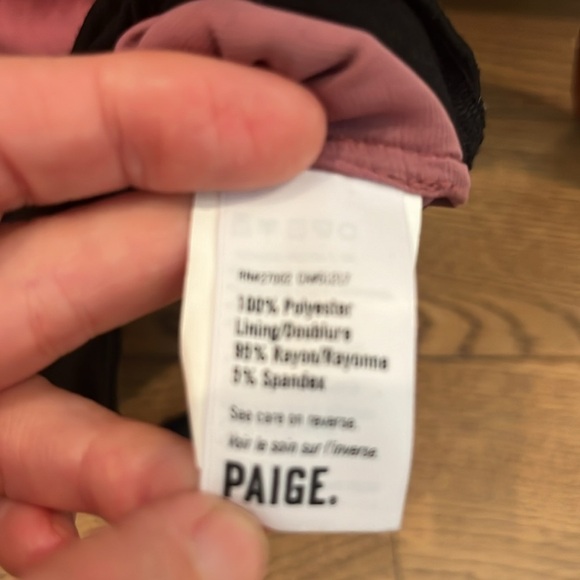 100% Polyester
Lining/Doublure
95% Rayon/Rayonne
5% Spandex
See care on reverse.
Voir le soin sur l'inverse.
PAIGE.